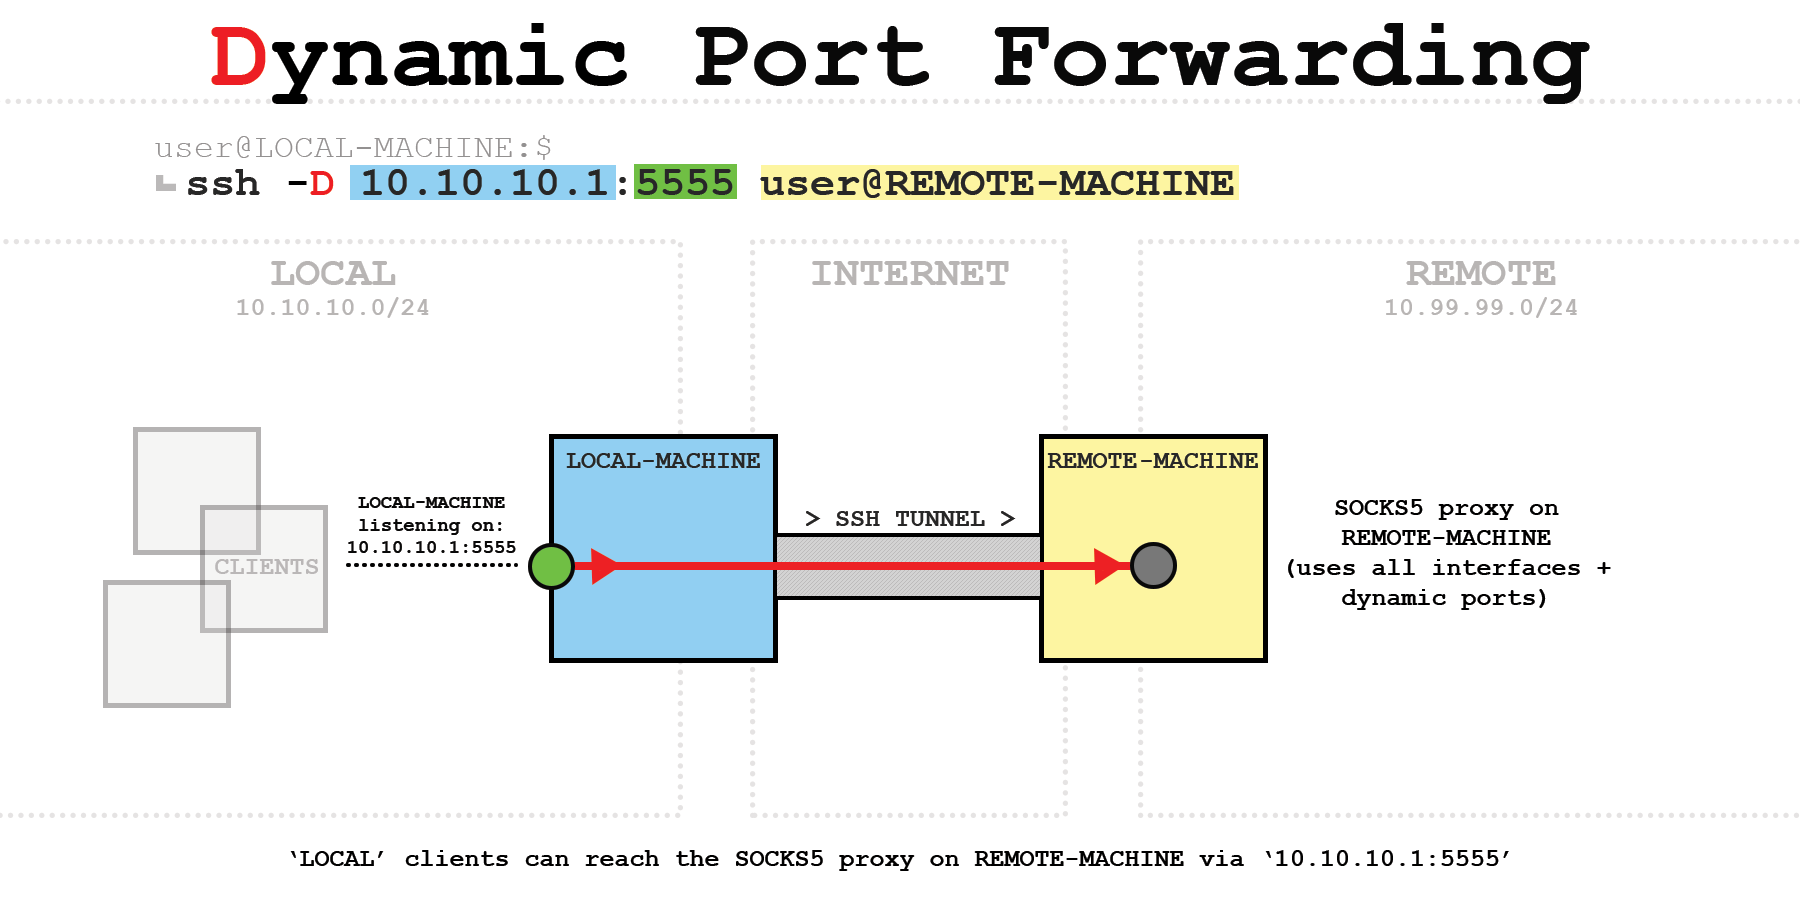 Dynamic Port Forwarding
user@LOCAL-MACHINE:$
ssh -D 10.10.10.1:5555 user@REMOTE-MACHINE
LOCAL
10.10.10.0/24
INTERNET
REMOTE
10.99.99.0/24
CLIENTS
LOCAL-MACHINE
listening on:
10.10.10.1:5555
LOCAL-MACHINE
> SSH TUNNEL >
REMOTE-MACHINE
SOCKS5 proxy on
REMOTE-MACHINE
(uses all interfaces +
dynamic ports)
‘LOCAL’ clients can reach the SOCKS5 proxy on REMOTE-MACHINE via ‘10.10.10.1:5555’